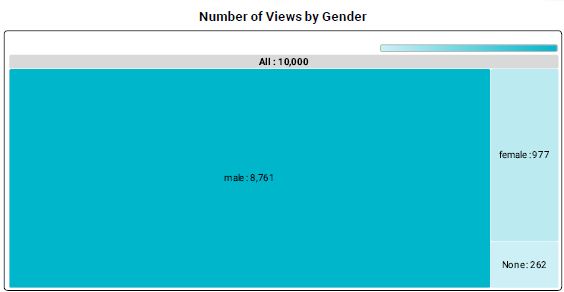 Number of Views by Gender
All : 10,000
male : 8,761
female : 977
None : 262